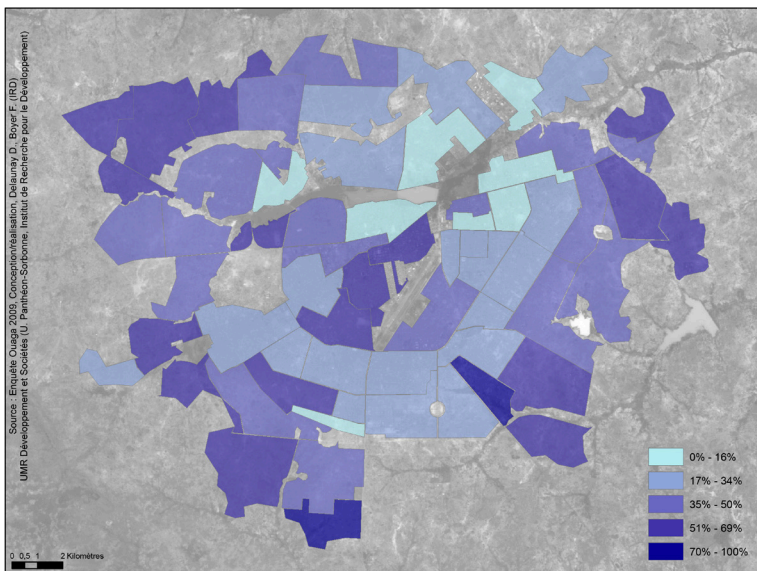 Source : Enquête Ouaga 2009, Conception/réalisation, Delaunay D., Boyer F. (IRD)
UMR Développement et Sociétés (U. Panthéon-Sorbonne, Institut de Recherche pour le Développement)
0% - 16%
17% - 34%
35% - 50%
51% - 69%
70% - 100%
0 0,5 1 2 Kilomètres